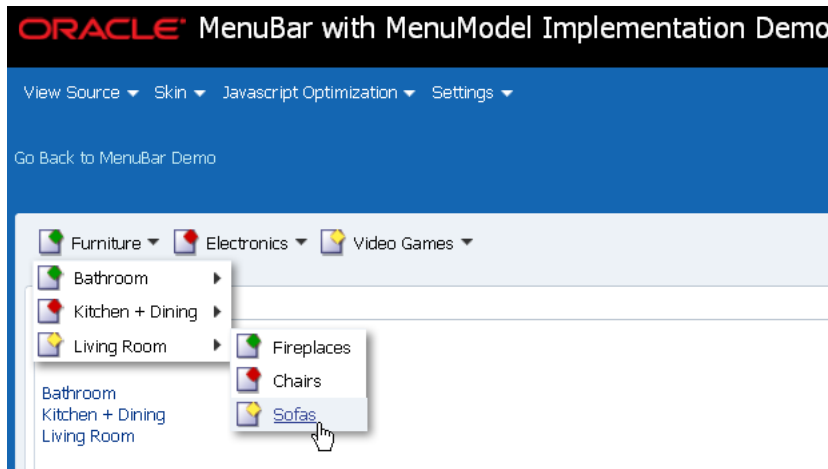 ORACLE MenuBar with MenuModel Implementation Demo
View Source Skin Javascript Optimization Settings
Go Back to MenuBar Demo
Furniture Electronics Video Games
Bathroom
Kitchen + Dining
Living Room
Fireplaces
Chairs
Sofas
Bathroom
Kitchen + Dining
Living Room